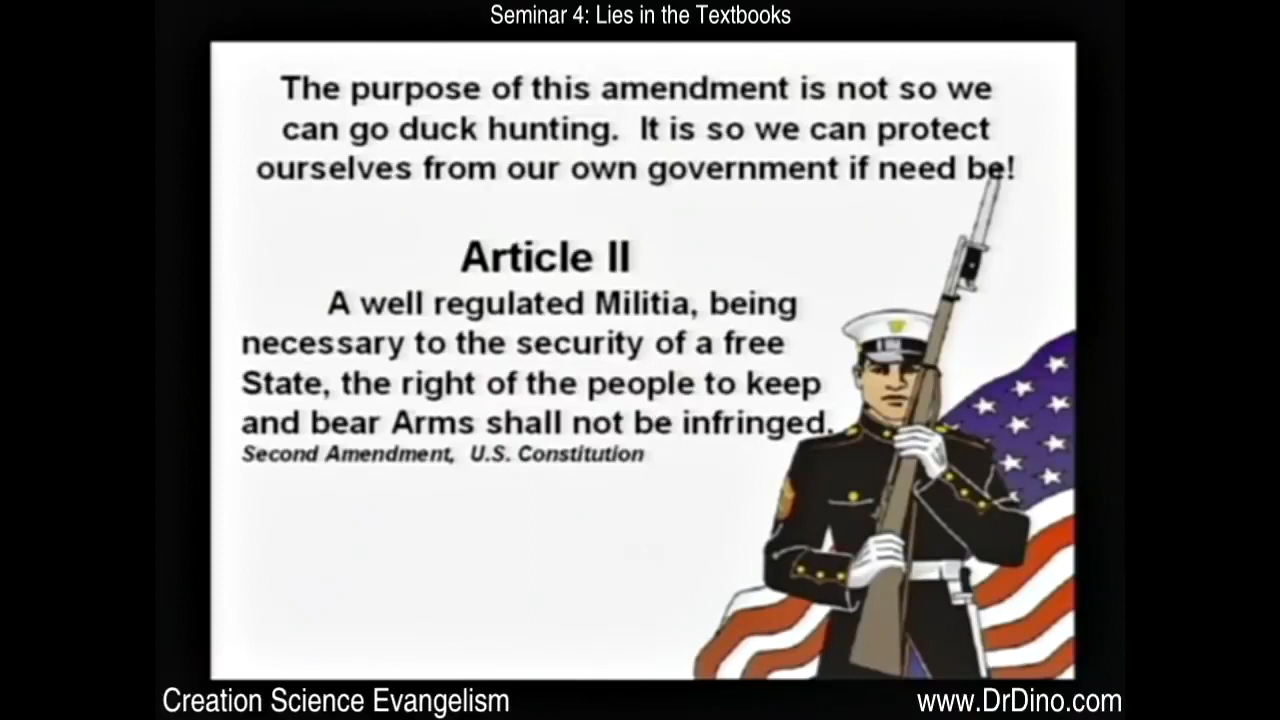 Seminar 4: Lies in the Textbooks
The purpose of this amendment is not so we
can go duck hunting.  It is so we can protect
ourselves from our own government if need be!
Article II
A well regulated Militia, being
necessary to the security of a free
State, the right of the people to keep
and bear Arms shall not be infringed.
Second Amendment,  U.S. Constitution
Creation Science Evangelism
www.DrDino.com